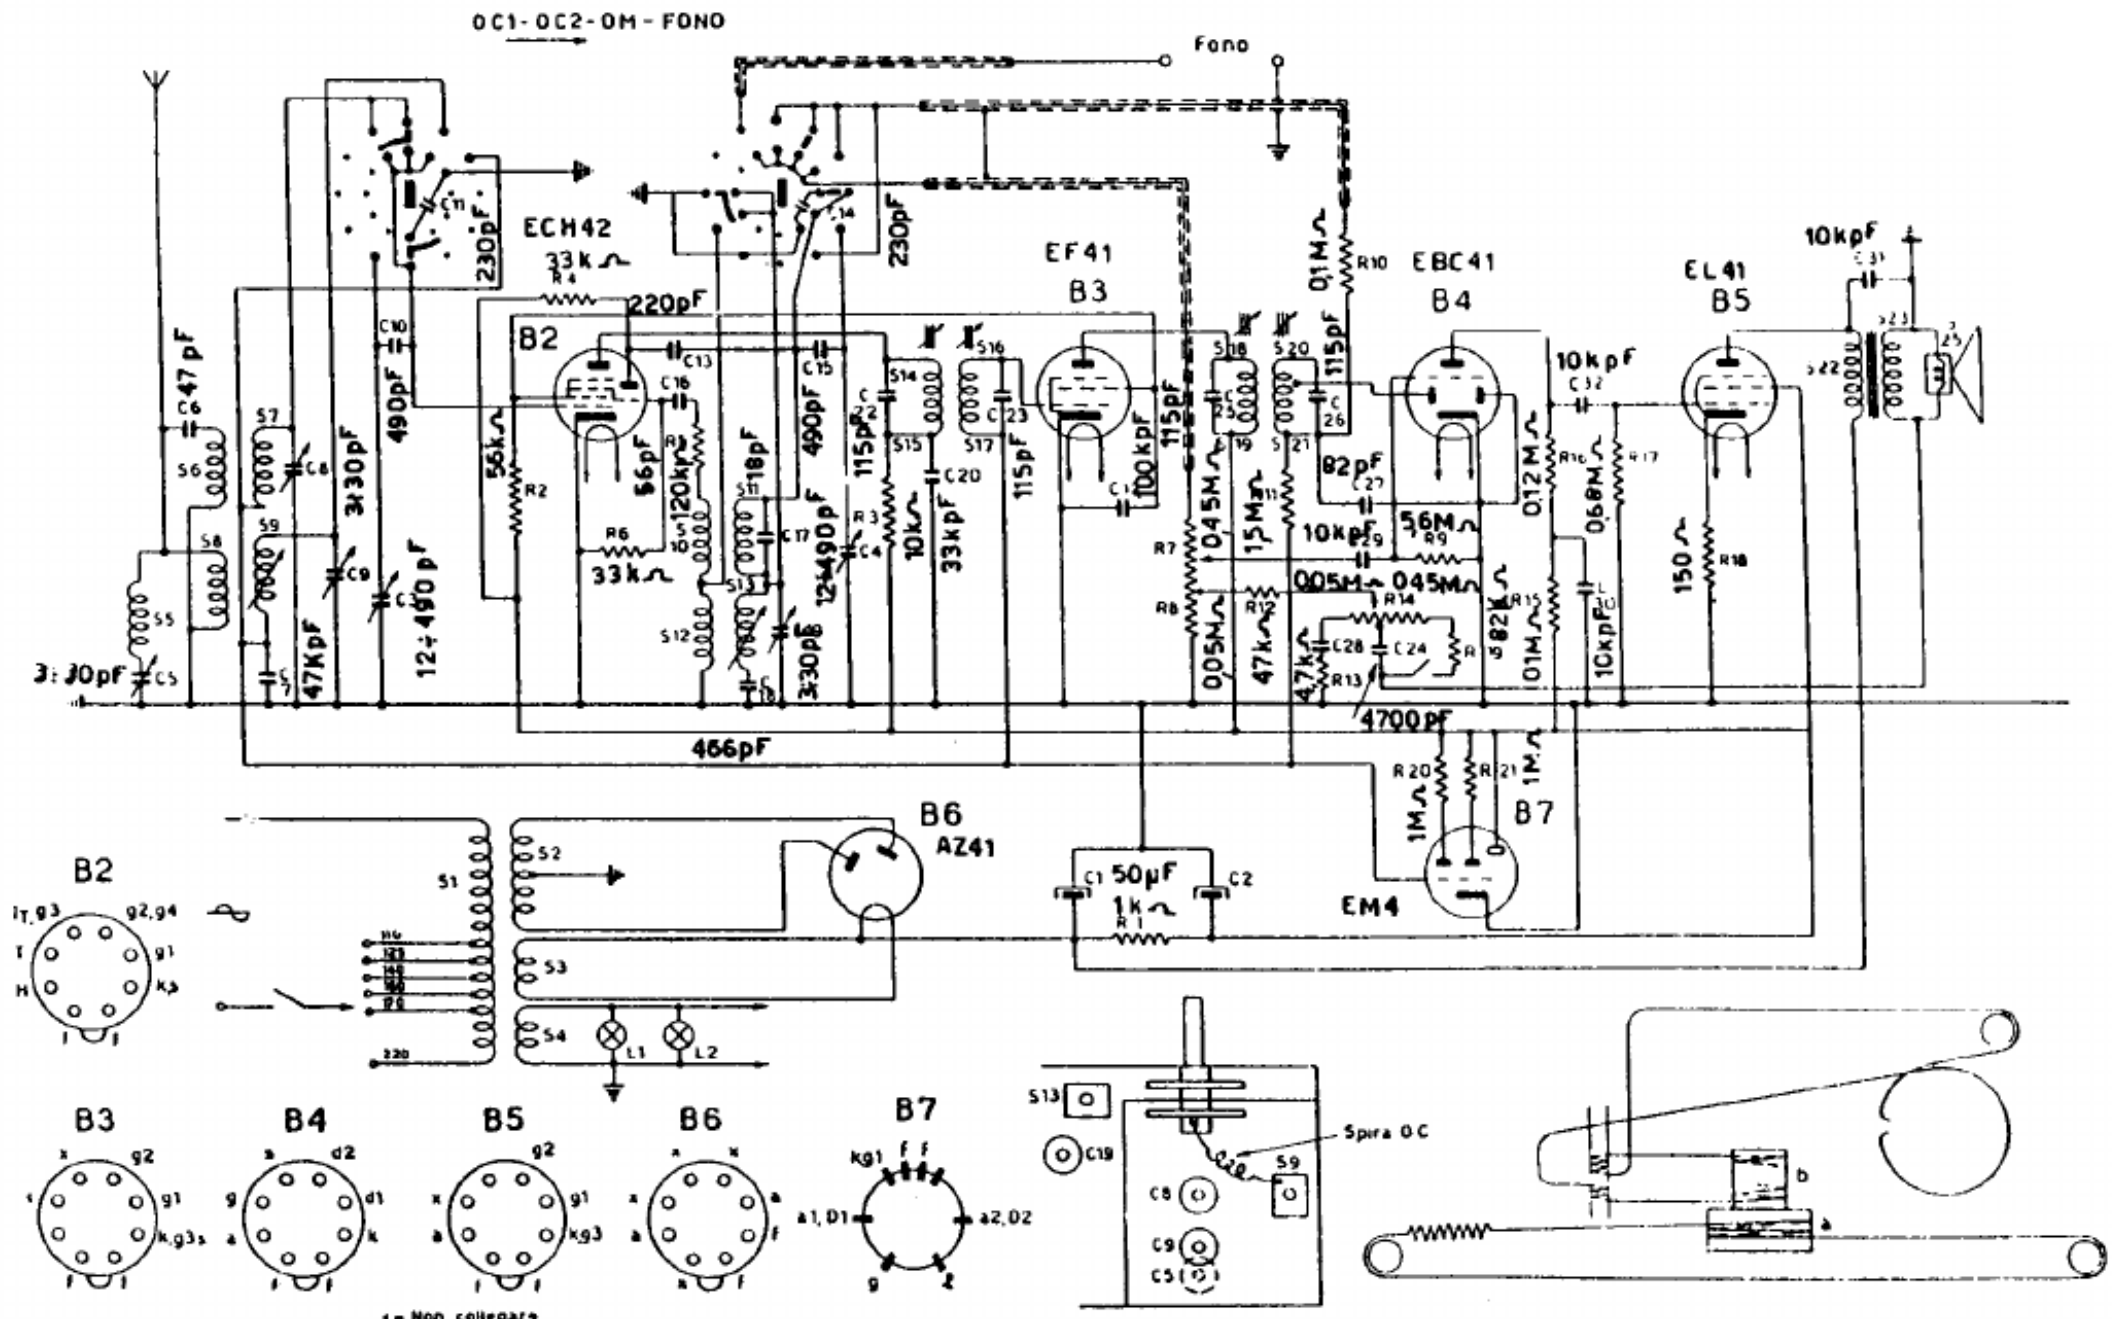 OC1-OC2-OM-FONO
Fono
C11
230pF
C14
230pF
ECH42
33k Ω
R4
220pF
B2
EF41
B3
0,1MΩ
R10
EBC41
B4
EL41
B5
10kpF
C31
S23
S22
47pF
C6
S6
S7
C8
C10
490pF
3÷30pF
56kΩ
R2
C13
C16
56pF
120kpF
C15
490pF
115pF
C22
S14
S15
S16
S17
C23
115pF
C20
100kpF
115pF
S18
C25
S20
115pF
C26
S21
82pF
C27
10kpF
C32
0,12MΩ
R16
0,68MΩ
R17
150Ω
R18
S8
S9
S5
C5
3÷30pF
47KpF
C9
12÷490pF
R6
33kΩ
S11
18pF
C17
S10
S13
S12
3÷30pF
12÷490pF
C4
R3
10kΩ
33kpF
R7
0,45MΩ
1,5MΩ
10kpF
C29
5,6MΩ
R9
0,05M
0,45MΩ
R8
R12
R14
0,05MΩ
47kΩ
4,7kΩ
C28
R13
C24
R
82KΩ
R15
0,1MΩ
10kpF
4700pF
466pF
R20
1MΩ
R21
1MΩ
B7
EM4
B6
AZ41
S1
S2
S3
S4
L1
L2
220
C1
50µF
C2
1kΩ
R1
B2
g2,g4
g1
k,s
B3
g2
g1
k,g3s
B4
d2
g
d1
a
k
B5
g2
g1
a
k,g3
B6
a
f
B7
kg1
f f
a1,D1
a2,D2
g
S13
C19
Spira OC
S9
C8
C9
C5
b
a